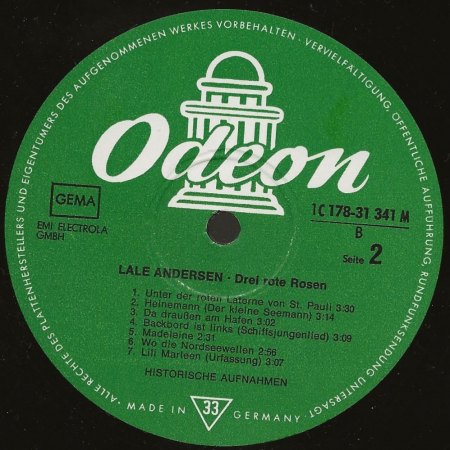 ALLE RECHTE DES PLATTENHERSTELLERS UND EIGENTÜMERS DES AUFGENOMMENEN WERKES VORBEHALTEN · VERVIELFÄLTIGUNG, ÖFFENTLICHE AUFFÜHRUNG, RUNDFUNKSENDUNG UNTERSAGT ·
Odeon
GEMA
EMI ELECTROLA
GMBH
1C 178-31 341 M
B
Seite 2
LALE ANDERSEN · Drei rote Rosen
1. Unter der roten Laterne von St. Pauli 3:30
2. Heinemann (Der kleine Seemann) 3:14
3. Da draußen am Hafen 3:02
4. Backbord ist links (Schiffsjungenlied) 3:09
5. Madeleine 2:31
6. Wo die Nordseewellen 2:56
7. Lili Marleen (Urfassung) 3:07
HISTORISCHE AUFNAHMEN
MADE IN 33 GERMANY